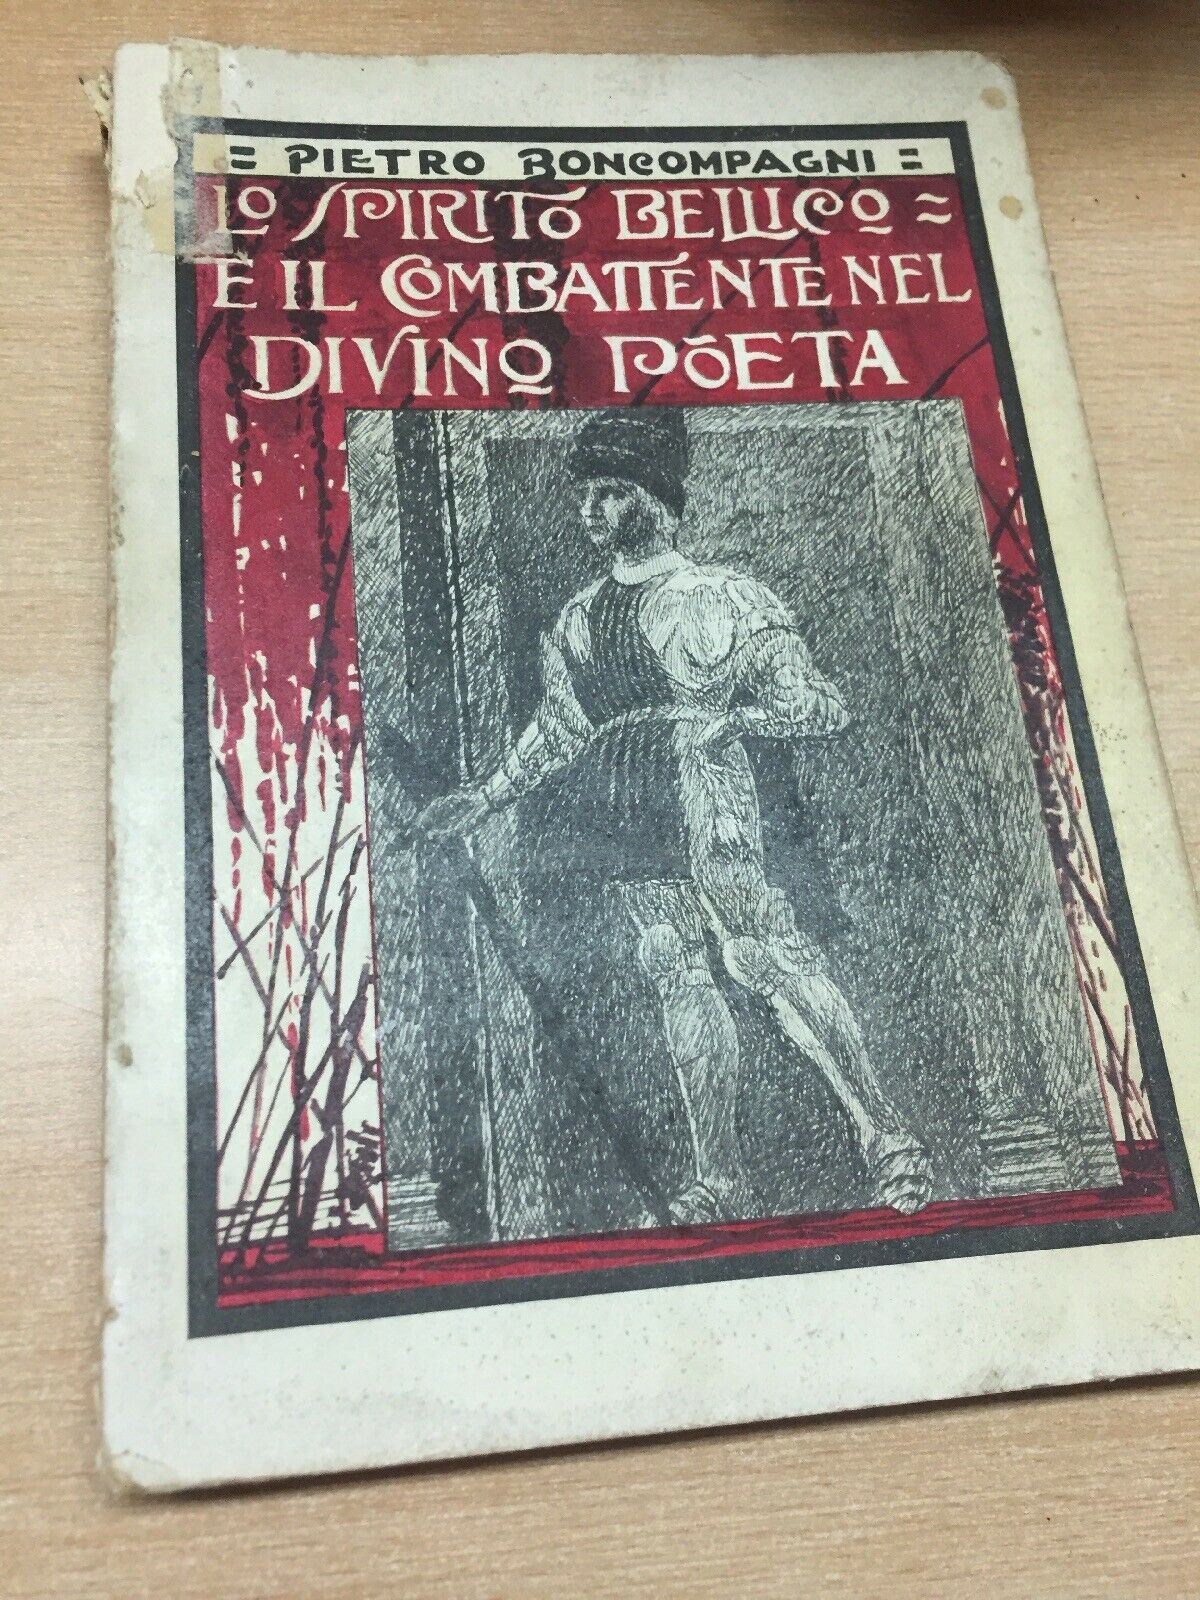 = PIETRO BONCOMPAGNI =
LO SPIRITO BELLICO =
E IL COMBATTENTE NEL
DIVINO POETA